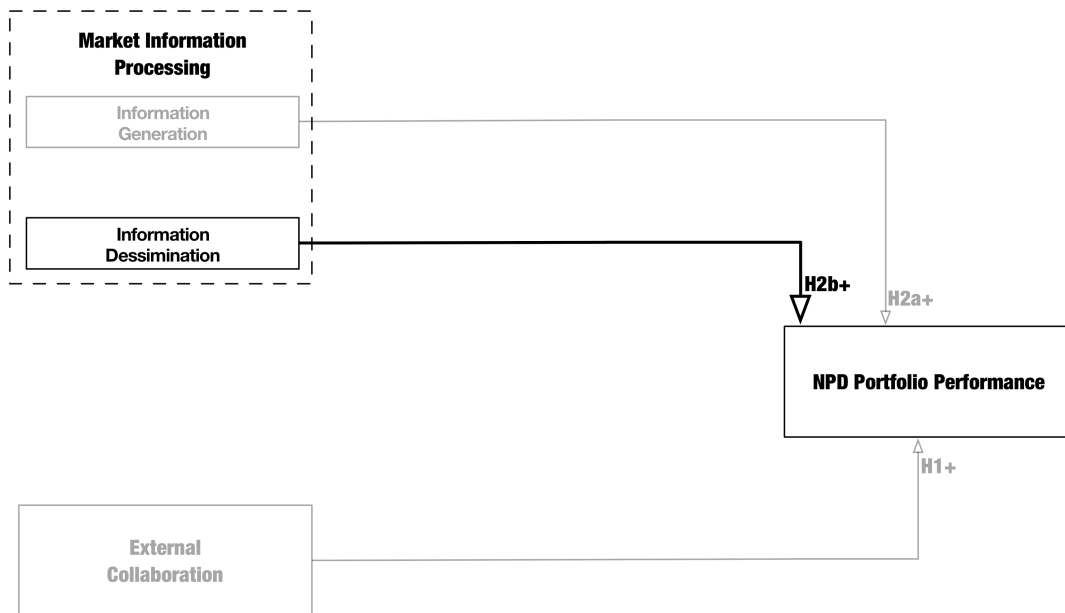 Market Information
Processing
Information
Generation
Information
Dessimination
H2b+
H2a+
NPD Portfolio Performance
H1+
External
Collaboration